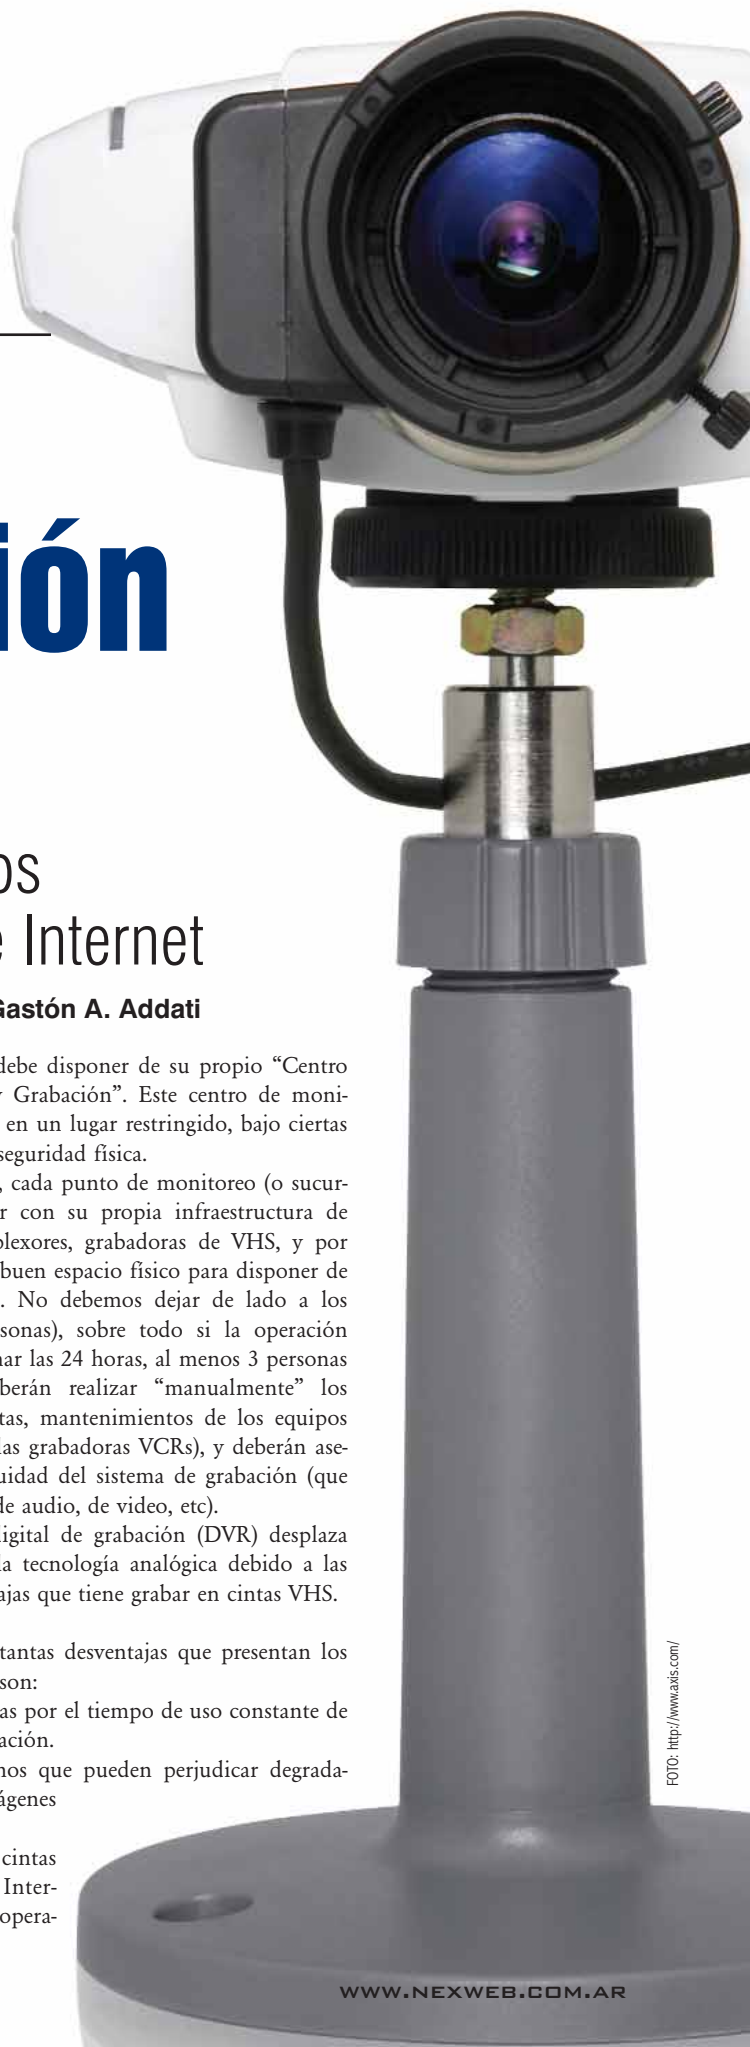 ión
os
e Internet
Gastón A. Addati
debe disponer de su propio “Centro
y Grabación”. Este centro de moni-
en un lugar restringido, bajo ciertas
seguridad física.
, cada punto de monitoreo (o sucur-
r con su propia infraestructura de
plexores, grabadoras de VHS, y por
buen espacio físico para disponer de
. No debemos dejar de lado a los
sonas), sobre todo si la operación
nar las 24 horas, al menos 3 personas
berán realizar “manualmente” los
tas, mantenimientos de los equipos
las grabadoras VCRs), y deberán ase-
uidad del sistema de grabación (que
de audio, de video, etc).
digital de grabación (DVR) desplaza
la tecnología analógica debido a las
ajas que tiene grabar en cintas VHS.
tantas desventajas que presentan los
son:
as por el tiempo de uso constante de
ación.
nos que pueden perjudicar degrada-
ágenes
cintas
Inter-
opera-
FOTO: http://www.axis.com/
WWW.NEXWEB.COM.AR